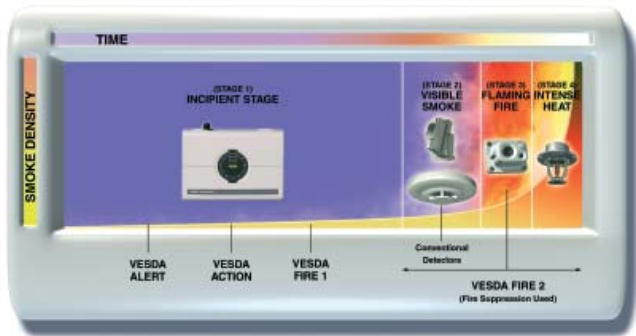 TIME
SMOKE DENSITY
(STAGE 1)
INCIPIENT STAGE
(STAGE 2)
VISIBLE
SMOKE
(STAGE 3)
FLAMING
FIRE
(STAGE 4)
INTENSE
HEAT
VESDA
ALERT
VESDA
ACTION
VESDA
FIRE 1
Conventional
Detectors
VESDA FIRE 2
(Fire Suppression Used)